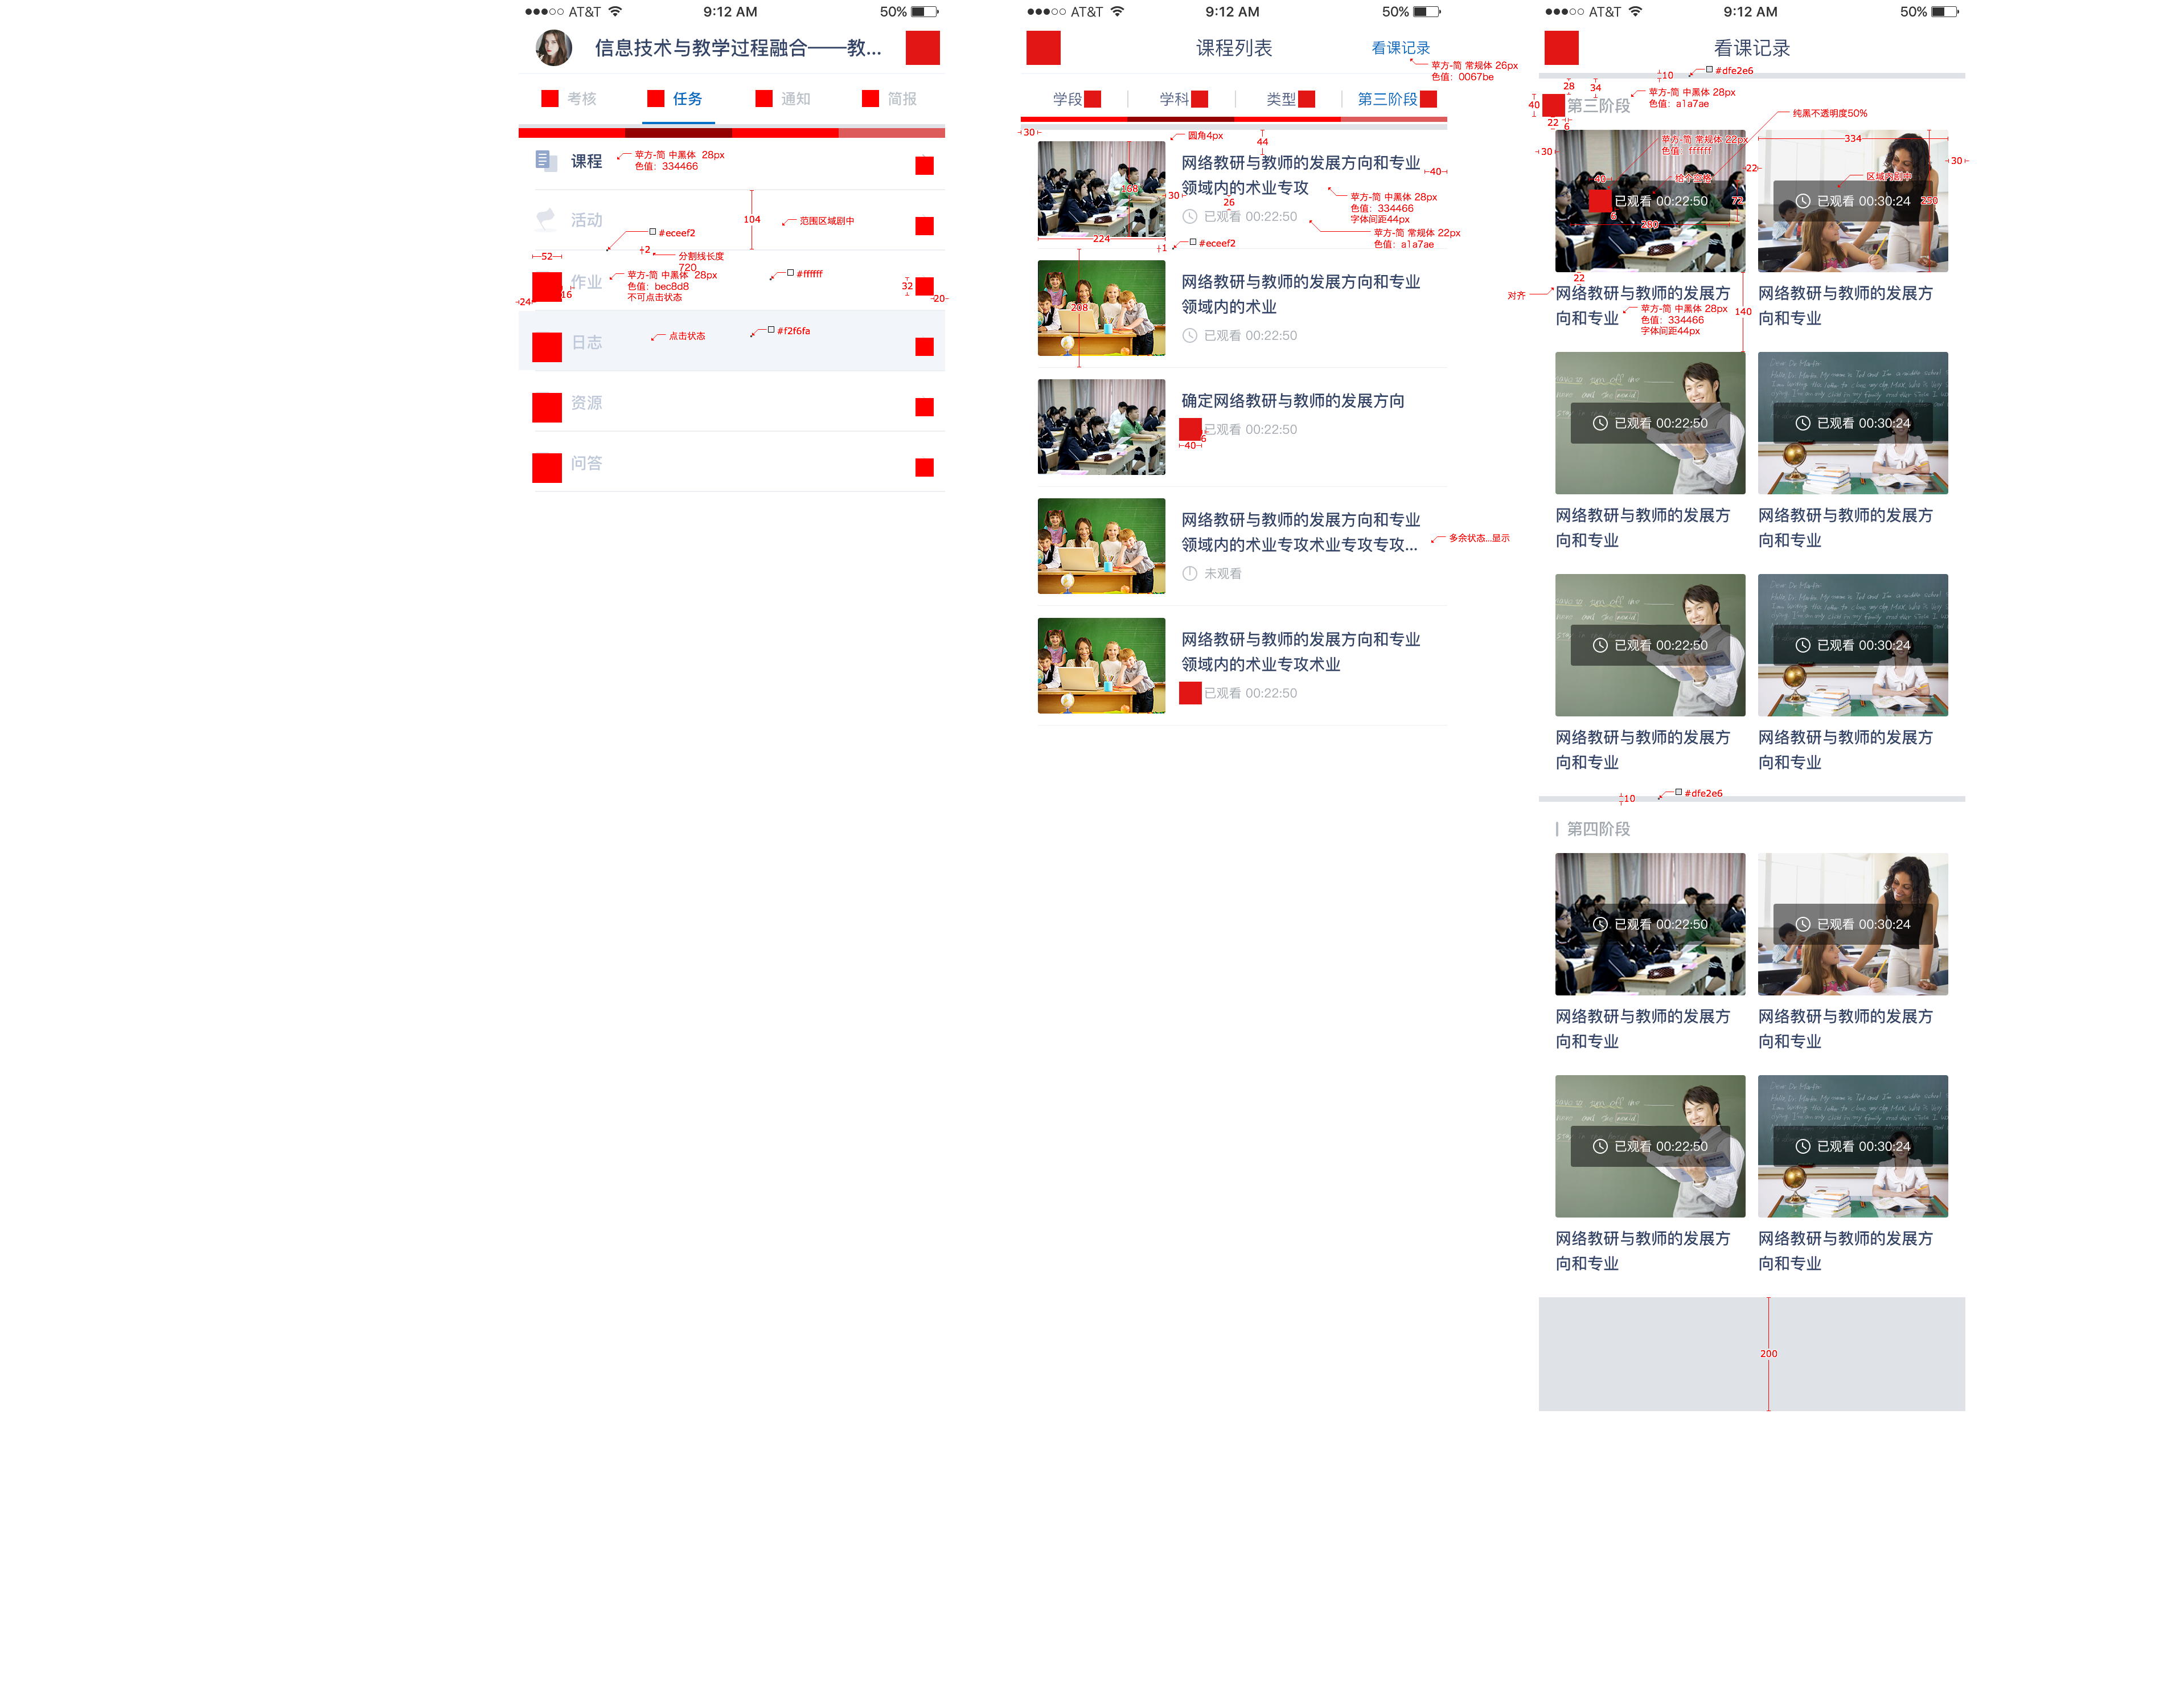 AT&T 9:12 AM 50%
信息技术与教学过程融合——教...
考核 任务 通知 简报
课程
苹方-简 中黑体 28px
色值：334466
活动
104
范围区域剧中
#eceef2
2
分割线长度
720
52
作业
苹方-简 中黑体 28px
色值：bec8d8
不可点击状态
#ffffff
32
24
16
20
日志
点击状态
#f2f6fa
资源
问答
AT&T 9:12 AM 50%
课程列表
看课记录
苹方-简 常规体 26px
色值：0067be
学段 学科 类型 第三阶段
30
圆角4px
44
网络教研与教师的发展方向和专业
领域内的术业专攻
40
168
30
26
苹方-简 中黑体 28px
色值：334466
字体间距44px
已观看 00:22:50
苹方-简 常规体 22px
色值：a1a7ae
224
1
#eceef2
网络教研与教师的发展方向和专业
领域内的术业
208
已观看 00:22:50
确定网络教研与教师的发展方向
已观看 00:22:50
6
40
网络教研与教师的发展方向和专业
领域内的术业专攻术业专攻专攻...
多余状态...显示
未观看
网络教研与教师的发展方向和专业
领域内的术业专攻术业
已观看 00:22:50
AT&T 9:12 AM 50%
看课记录
10
#dfe2e6
28
34
苹方-简 中黑体 28px
色值：a1a7ae
40
第三阶段
22
6
纯黑不透明度50%
苹方-简 常规体 22px
色值 ffffff
334
30
22
30
40
给个空格
区域内剧中
已观看 00:22:50
72
6
280
已观看 00:30:24
250
22
对齐
网络教研与教师的发展方
向和专业
苹方-简 中黑体 28px
色值：334466
字体间距44px
140
网络教研与教师的发展方
向和专业
已观看 00:22:50
已观看 00:30:24
网络教研与教师的发展方
向和专业
网络教研与教师的发展方
向和专业
已观看 00:22:50
已观看 00:30:24
网络教研与教师的发展方
向和专业
网络教研与教师的发展方
向和专业
10
#dfe2e6
第四阶段
已观看 00:22:50
已观看 00:30:24
网络教研与教师的发展方
向和专业
网络教研与教师的发展方
向和专业
已观看 00:22:50
已观看 00:30:24
网络教研与教师的发展方
向和专业
网络教研与教师的发展方
向和专业
200